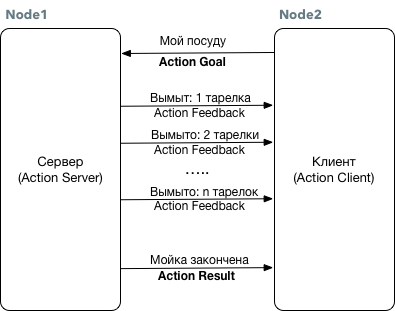 Node1
Node2
Мой посуду
Action Goal
Вымыт: 1 тарелка
Action Feedback
Вымыто: 2 тарелки
Action Feedback
.....
Вымыто: n тарелок
Action Feedback
Сервер
(Action Server)
Клиент
(Action Client)
Мойка закончена
Action Result